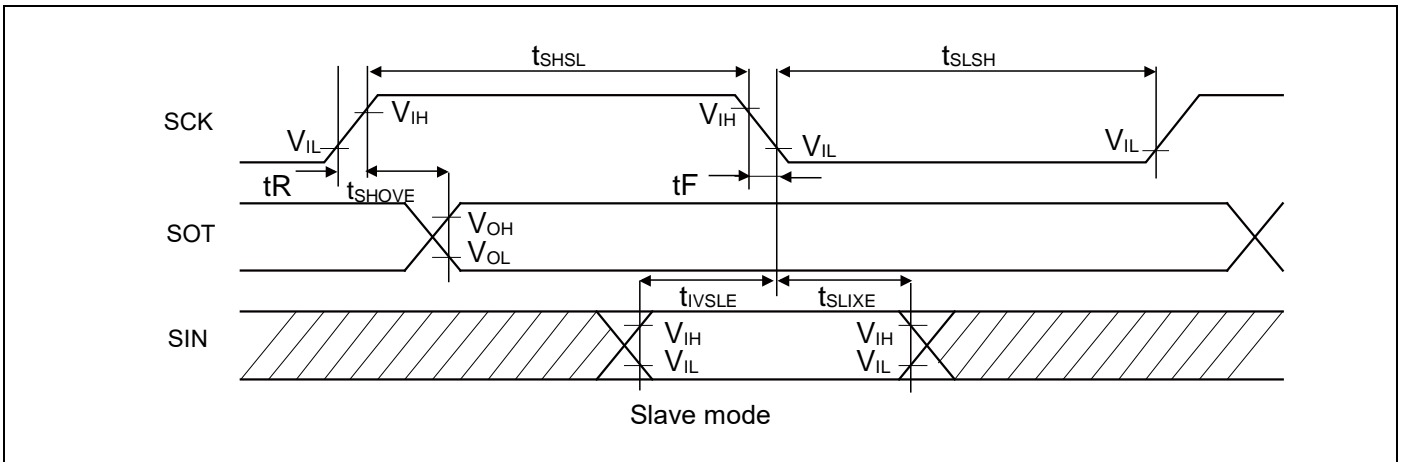 tSHSL tSLSH
SCK VIH VIH
VIL VIL VIL
tR tSHOVE tF
SOT VOH
VOL
tIVSLE tSLIXE
SIN VIH VIH
VIL VIL
Slave mode